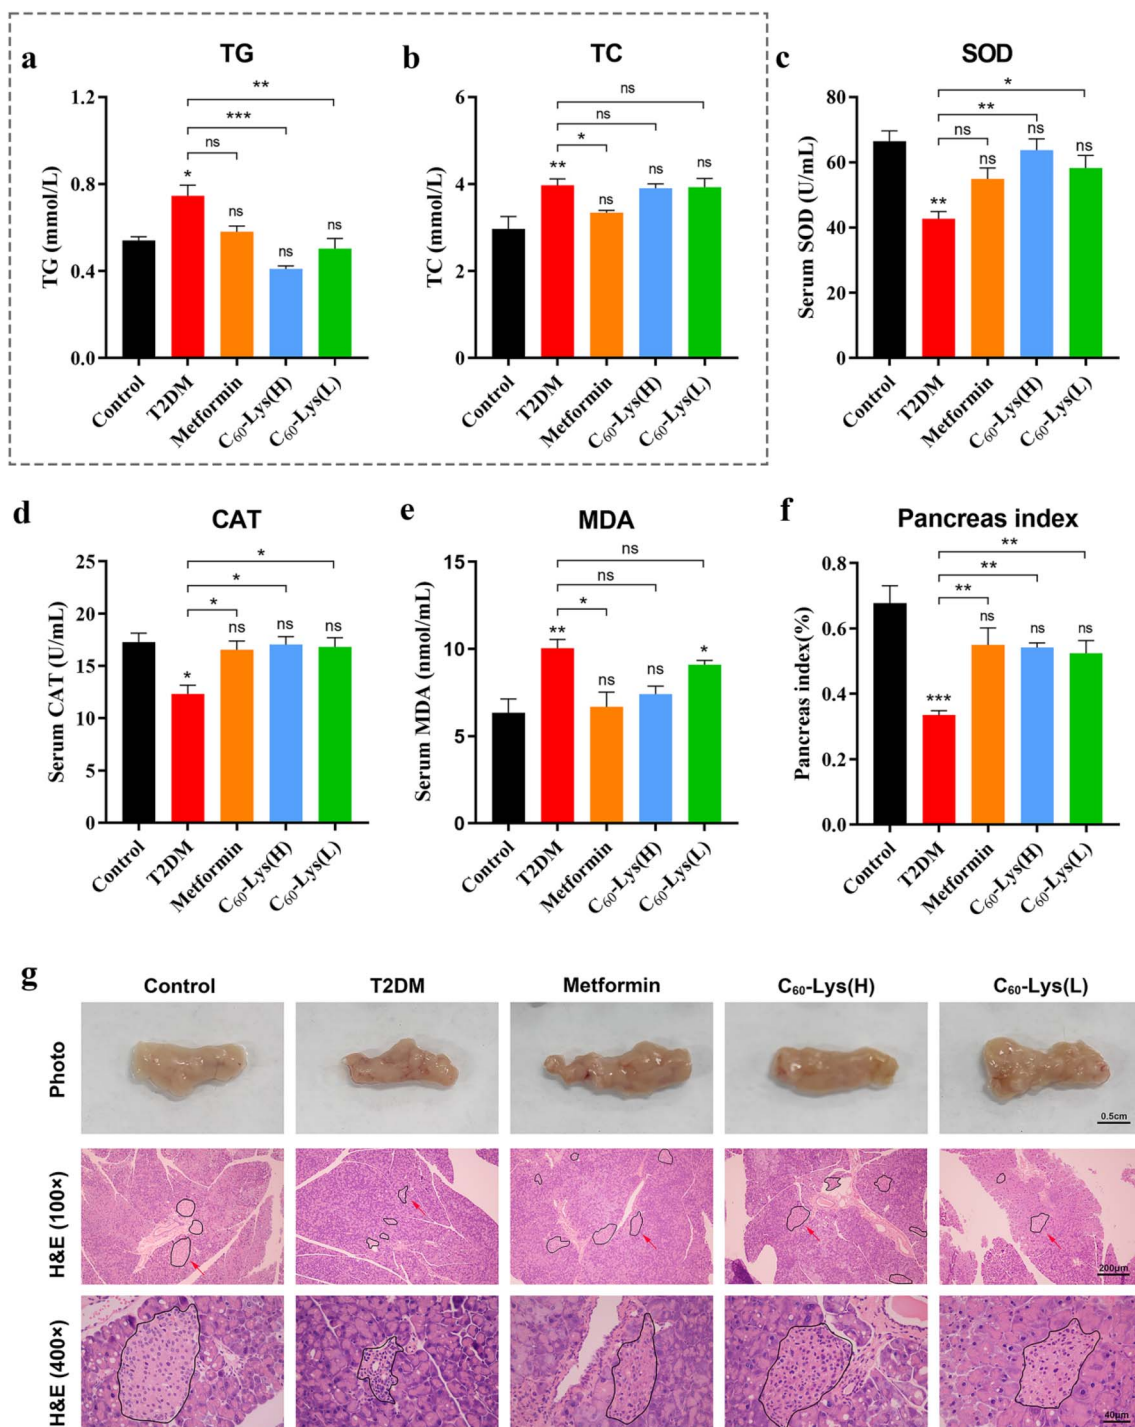 a
TG
TG (mmol/L)
1.2
0.8
0.4
0.0
**
***
ns
*
ns
ns
ns
Control
T2DM
Metformin
C₆₀-Lys(H)
C₆₀-Lys(L)
b
TC
TC (mmol/L)
6
4
2
0
ns
ns
*
**
ns
ns
ns
Control
T2DM
Metformin
C₆₀-Lys(H)
C₆₀-Lys(L)
c
SOD
Serum SOD (U/mL)
80
60
40
20
0
*
**
ns
**
ns
ns
ns
Control
T2DM
Metformin
C₆₀-Lys(H)
C₆₀-Lys(L)
d
CAT
Serum CAT (U/mL)
25
20
15
10
5
0
*
*
*
*
ns
ns
ns
Control
T2DM
Metformin
C₆₀-Lys(H)
C₆₀-Lys(L)
e
MDA
Serum MDA (nmol/mL)
15
10
5
0
ns
ns
*
**
ns
ns
*
Control
T2DM
Metformin
C₆₀-Lys(H)
C₆₀-Lys(L)
f
Pancreas index
Pancreas index(%)
0.8
0.6
0.4
0.2
0.0
**
**
**
***
ns
ns
ns
Control
T2DM
Metformin
C₆₀-Lys(H)
C₆₀-Lys(L)
g
Control
T2DM
Metformin
C₆₀-Lys(H)
C₆₀-Lys(L)
Photo
0.5cm
H&E (100×)
200μm
H&E (400×)
40μm